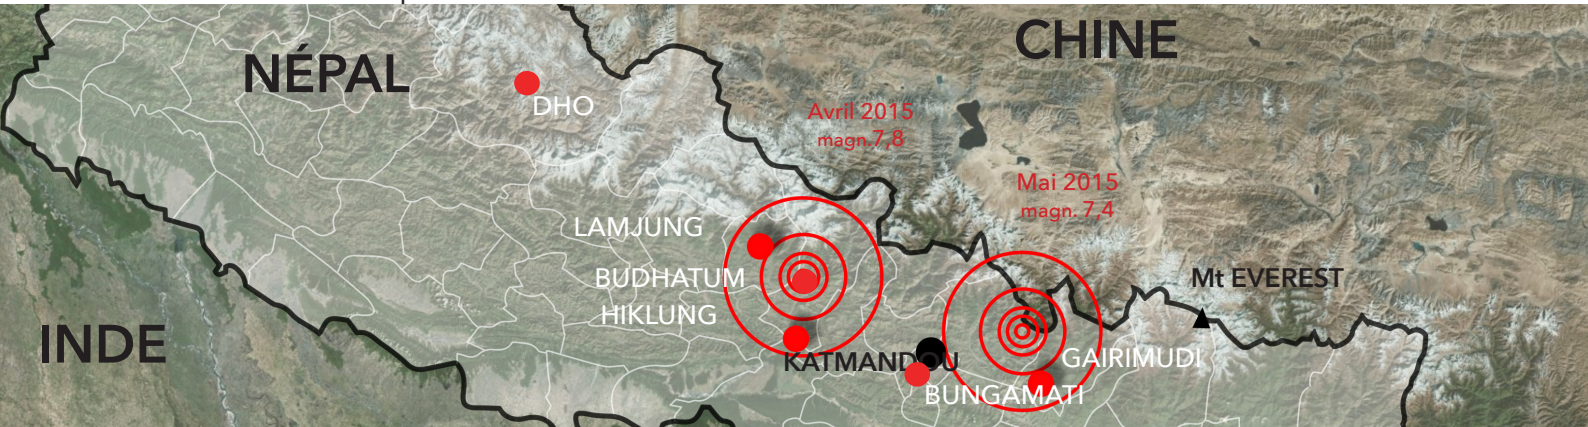 CHINE
NÉPAL
DHO
Avril 2015
magn.7,8
Mai 2015
magn. 7,4
LAMJUNG
BUDHATUM
HIKLUNG
Mt EVEREST
INDE
KATMANDOU
GAIRIMUDI
BUNGAMATI